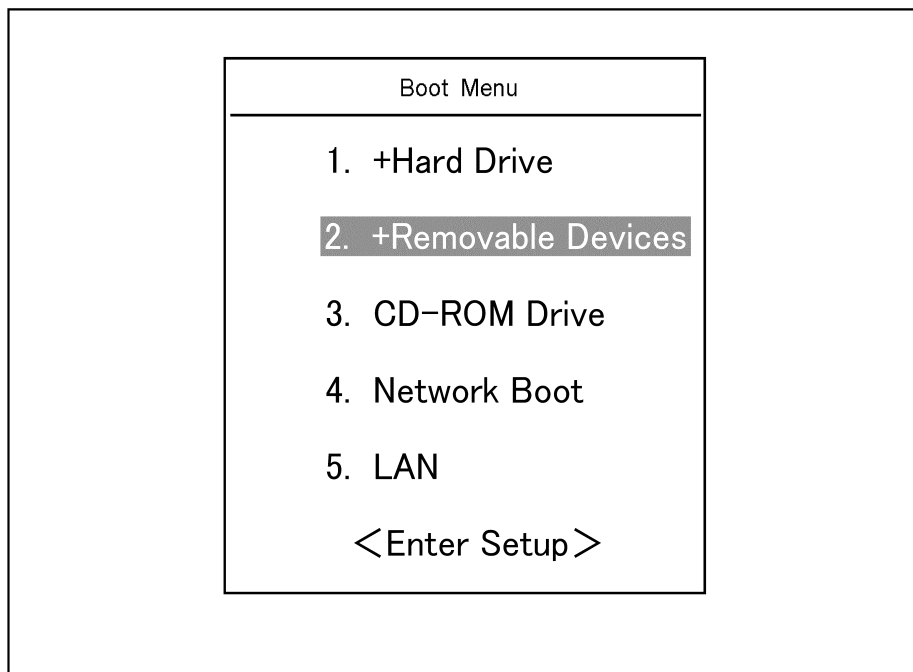 Boot Menu
1. +Hard Drive
2. +Removable Devices
3. CD-ROM Drive
4. Network Boot
5. LAN
<Enter Setup>